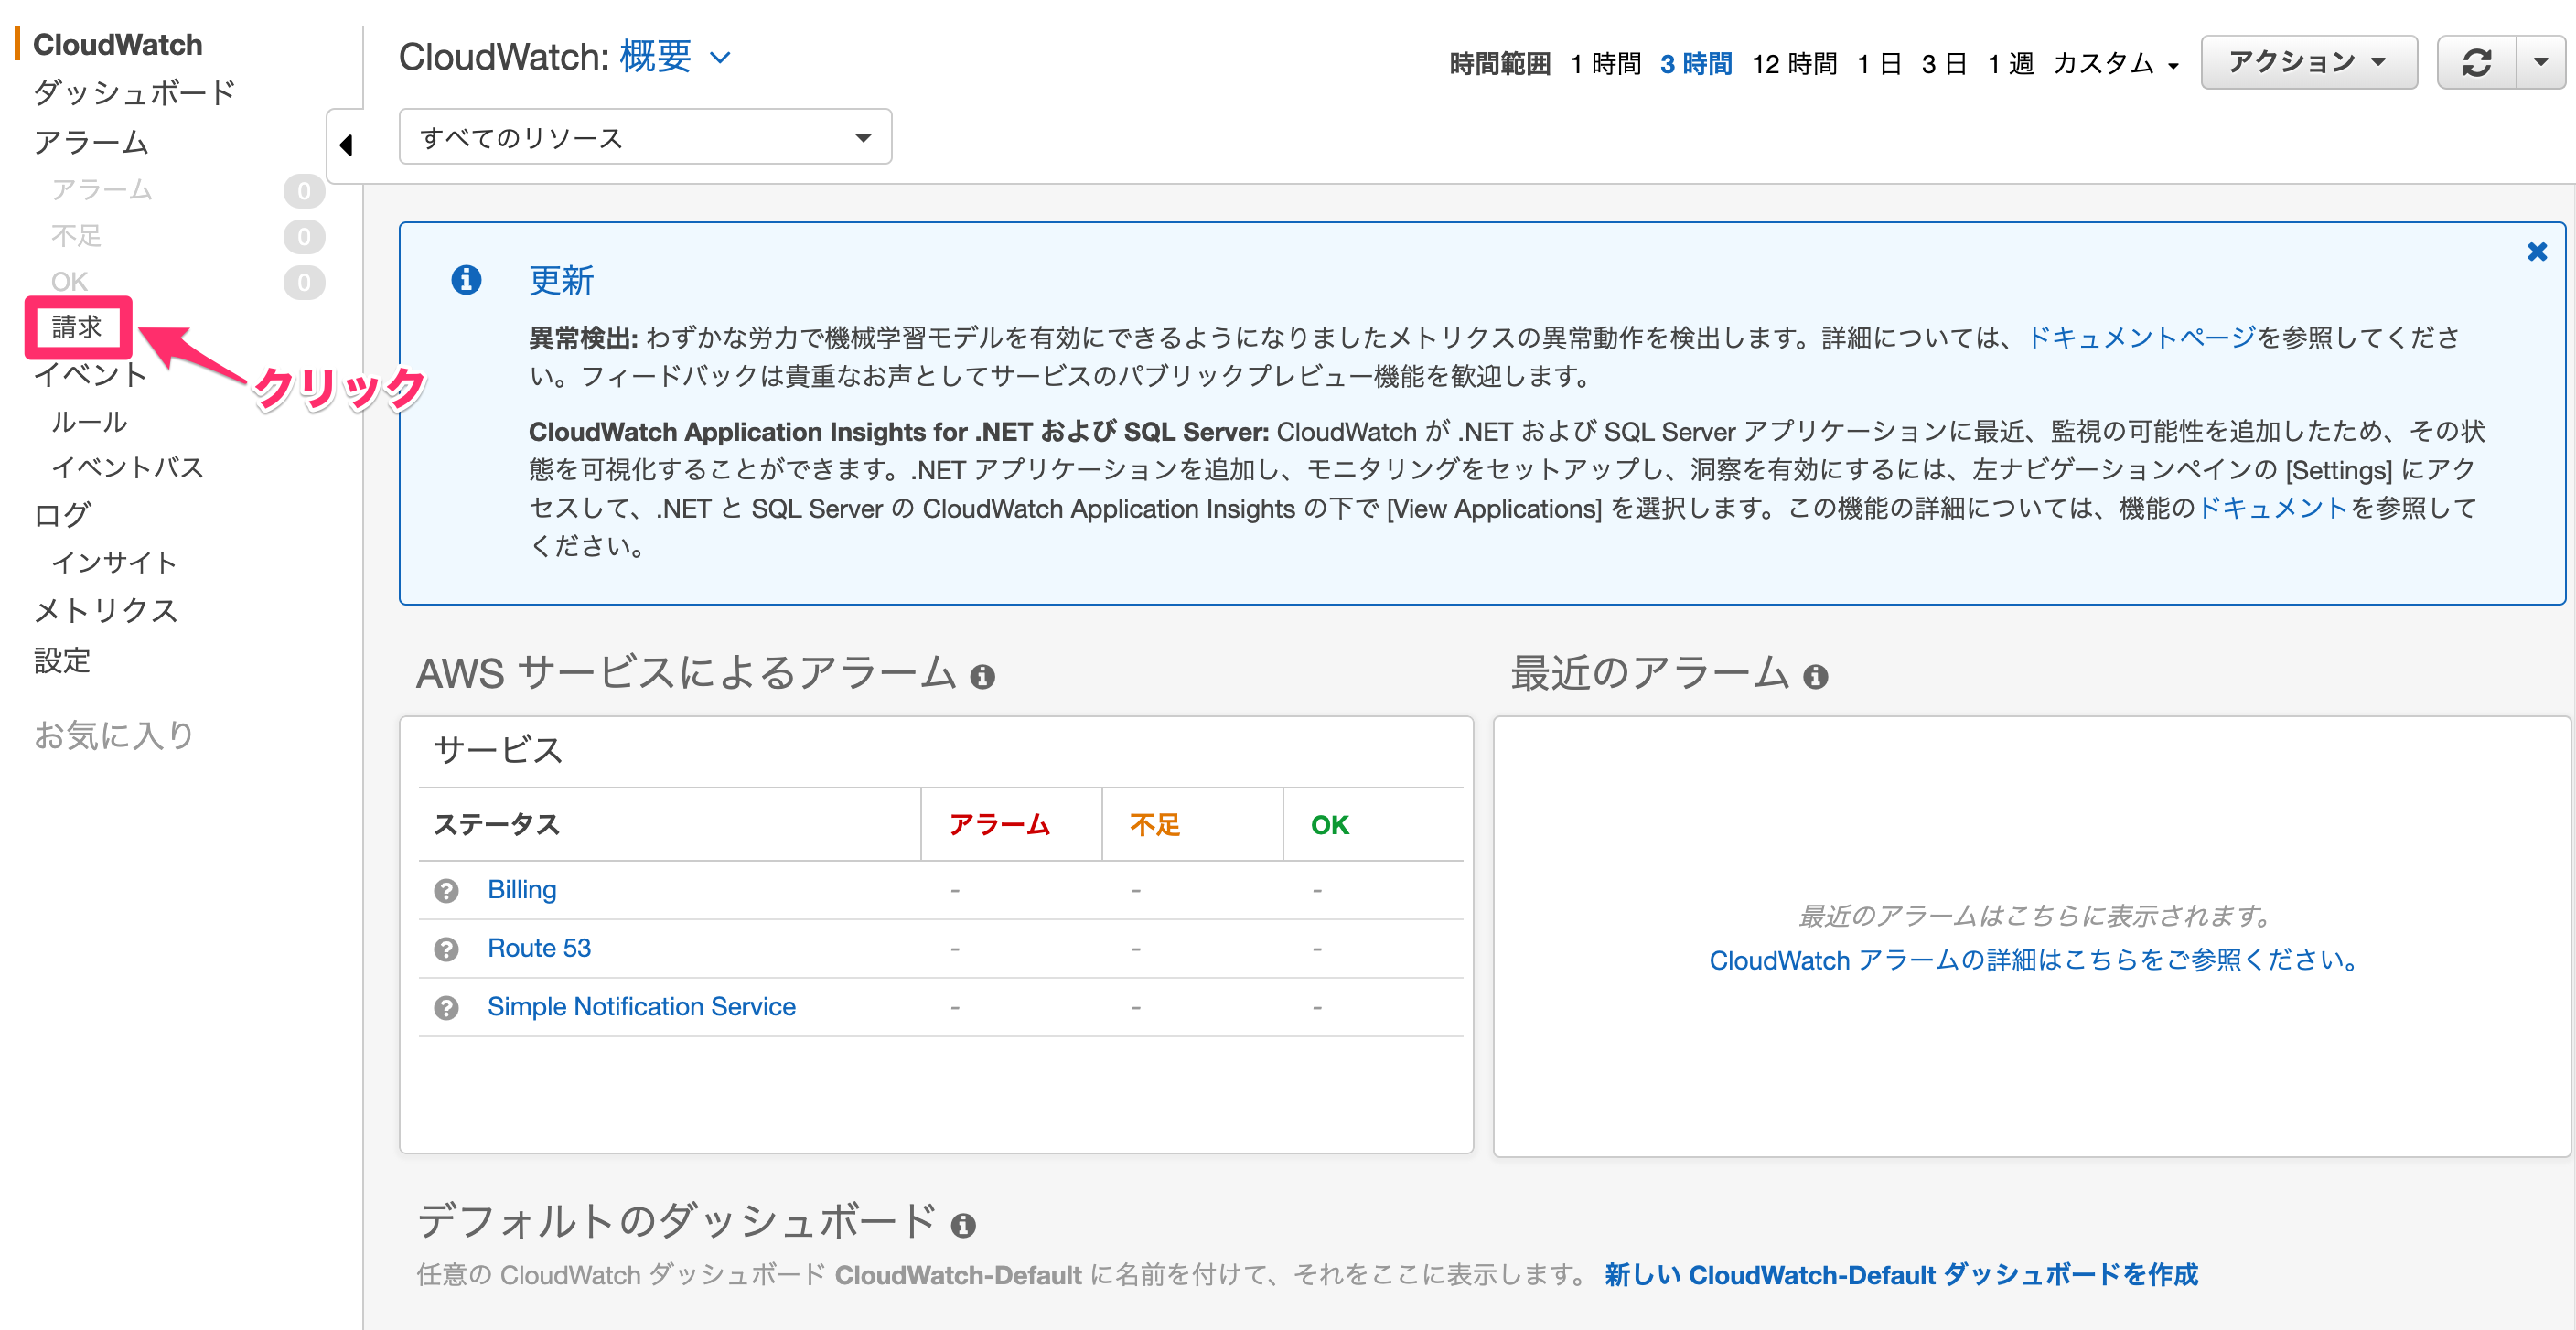 CloudWatch
ダッシュボード
アラーム
アラーム 0
不足 0
OK 0
請求
クリック
イベント
ルール
イベントバス
ログ
インサイト
メトリクス
設定
お気に入り
CloudWatch: 概要
時間範囲 1 時間 3 時間 12 時間 1 日 3 日 1 週 カスタム
アクション
すべてのリソース
更新
異常検出: わずかな労力で機械学習モデルを有効にできるようになりましたメトリクスの異常動作を検出します。詳細については、ドキュメントページを参照してくださ
い。フィードバックは貴重なお声としてサービスのパブリックプレビュー機能を歓迎します。
CloudWatch Application Insights for .NET および SQL Server: CloudWatch が .NET および SQL Server アプリケーションに最近、監視の可能性を追加したため、その状
態を可視化することができます。.NET アプリケーションを追加し、モニタリングをセットアップし、洞察を有効にするには、左ナビゲーションペインの [Settings] にアク
セスして、.NET と SQL Server の CloudWatch Application Insights の下で [View Applications] を選択します。この機能の詳細については、機能のドキュメントを参照して
ください。
AWS サービスによるアラーム
サービス
ステータス アラーム 不足 OK
Billing - - -
Route 53 - - -
Simple Notification Service - - -
最近のアラーム
最近のアラームはこちらに表示されます。
CloudWatch アラームの詳細はこちらをご参照ください。
デフォルトのダッシュボード
任意の CloudWatch ダッシュボード CloudWatch-Default に名前を付けて、それをここに表示します。 新しい CloudWatch-Default ダッシュボードを作成